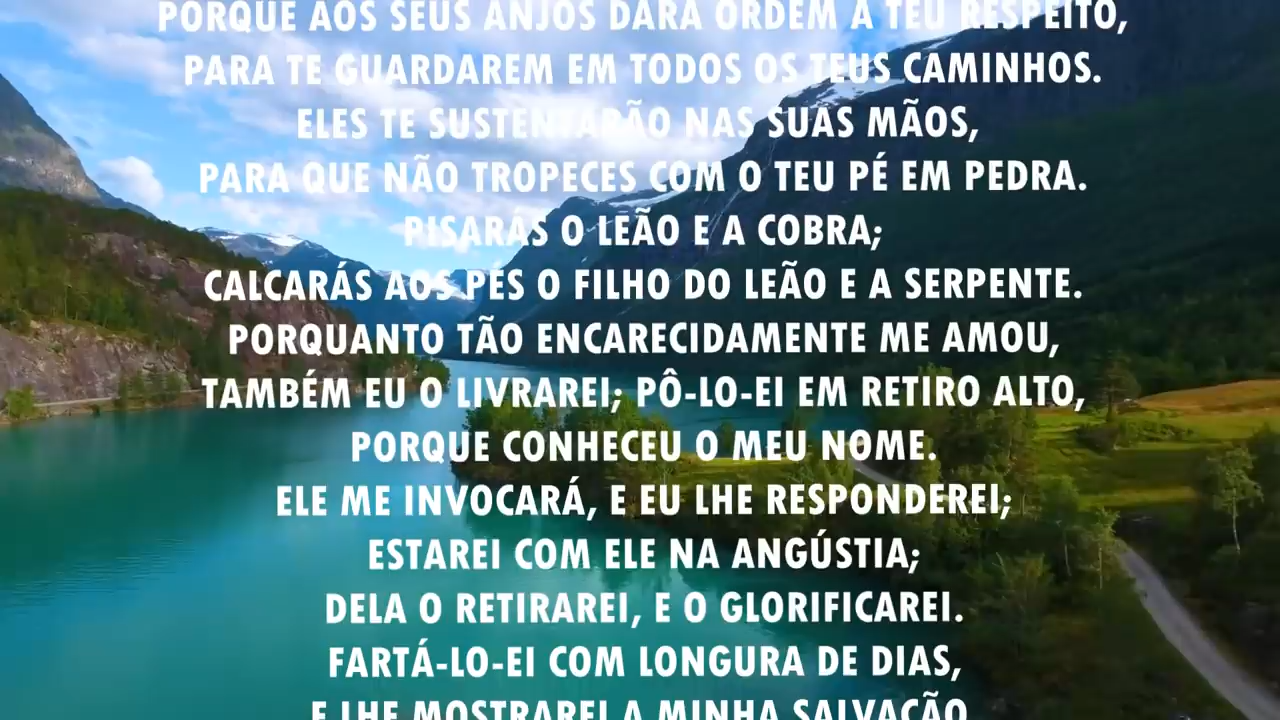 PORQUE AOS SEUS ANJOS DARÁ ORDEM A TEU RESPEITO,
PARA TE GUARDAREM EM TODOS OS TEUS CAMINHOS.
ELES TE SUSTENTARÃO NAS SUAS MÃOS,
PARA QUE NÃO TROPECES COM O TEU PÉ EM PEDRA.
PISARÁS O LEÃO E A COBRA;
CALCARÁS AOS PÉS O FILHO DO LEÃO E A SERPENTE.
PORQUANTO TÃO ENCARECIDAMENTE ME AMOU,
TAMBÉM EU O LIVRAREI; PÔ-LO-EI EM RETIRO ALTO,
PORQUE CONHECEU O MEU NOME.
ELE ME INVOCARÁ, E EU LHE RESPONDEREI;
ESTAREI COM ELE NA ANGÚSTIA;
DELA O RETIRAREI, E O GLORIFICAREI.
FARTÁ-LO-EI COM LONGURA DE DIAS,
E LHE MOSTRAREI A MINHA SALVAÇÃO